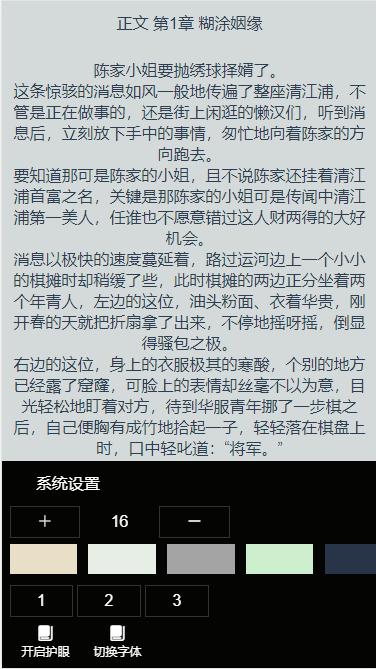 正文 第1章 糊涂姻缘
陈家小姐要抛绣球择婿了。
这条惊骇的消息如风一般地传遍了整座清江浦，不
管是正在做事的，还是街上闲逛的懒汉们，听到消
息后，立刻放下手中的事情，匆忙地向着陈家的方
向跑去。
要知道那可是陈家的小姐，且不说陈家还挂着清江
浦首富之名，关键是那陈家的小姐可是传闻中清江
浦第一美人，任谁也不愿意错过这人财两得的大好
机会。
消息以极快的速度蔓延着，路过运河边上一个小小
的棋摊时却稍缓了些，此时棋摊的两边正分坐着两
个年青人，左边的这位，油头粉面、衣着华贵，刚
开春的天就把折扇拿了出来，不停地摇呀摇，倒显
得骚包之极。
右边的这位，身上的衣服极其的寒酸，个别的地方
已经露了窟窿，可脸上的表情却丝毫不以为意，目
光轻松地盯着对方，待到华服青年挪了一步棋之
后，自己便胸有成竹地拾起一子，轻轻落在棋盘上
时，口中轻叱道：“将军。”
系统设置
＋ 16 －
1 2 3
开启护眼 切换字体